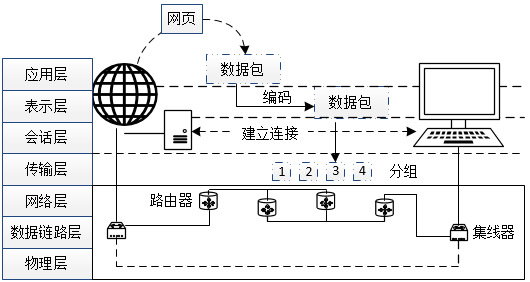 网页
应用层
数据包
表示层
编码
数据包
会话层
建立连接
传输层
1 2 3 4 分组
网络层
路由器
数据链路层
集线器
物理层